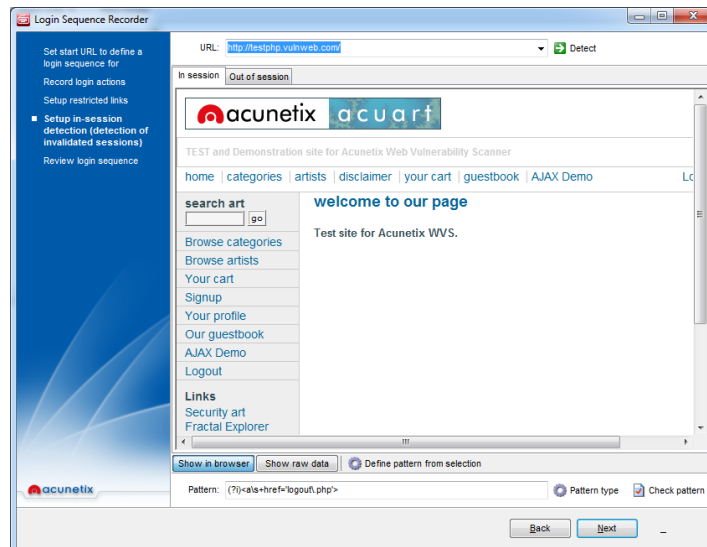 Login Sequence Recorder
Set start URL to define a
login sequence for
Record login actions
Setup restricted links
Setup in-session
detection (detection of
invalidated sessions)
Review login sequence
URL: http://testphp.vulnweb.com/ Detect
In session Out of session
acunetix acuart
TEST and Demonstration site for Acunetix Web Vulnerability Scanner
home | categories | artists | disclaimer | your cart | guestbook | AJAX Demo Lo
search art
go
Browse categories
Browse artists
Your cart
Signup
Your profile
Our guestbook
AJAX Demo
Logout
Links
Security art
Fractal Explorer
welcome to our page
Test site for Acunetix WVS.
Show in browser Show raw data Define pattern from selection
Pattern: (?i)<a\s+href='logout\.php'> Pattern type Check pattern
acunetix
Back Next